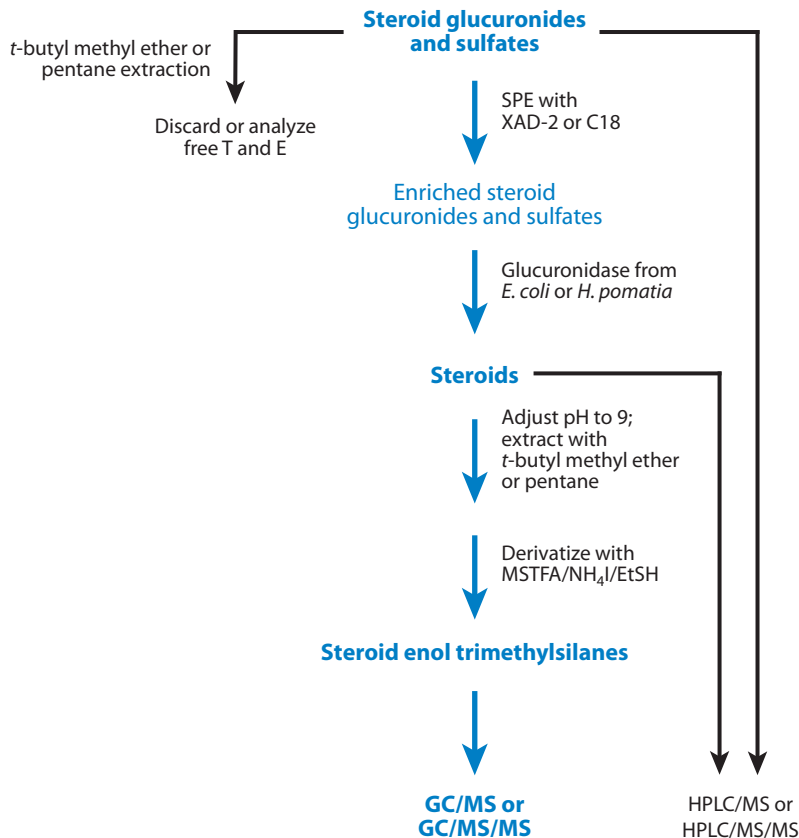 Steroid glucuronides
and sulfates
t-butyl methyl ether or
pentane extraction
Discard or analyze
free T and E
SPE with
XAD-2 or C18
Enriched steroid
glucuronides and sulfates
Glucuronidase from
E. coli or H. pomatia
Steroids
Adjust pH to 9;
extract with
t-butyl methyl ether
or pentane
Derivatize with
MSTFA/NH₄I/EtSH
Steroid enol trimethylsilanes
GC/MS or
GC/MS/MS
HPLC/MS or
HPLC/MS/MS